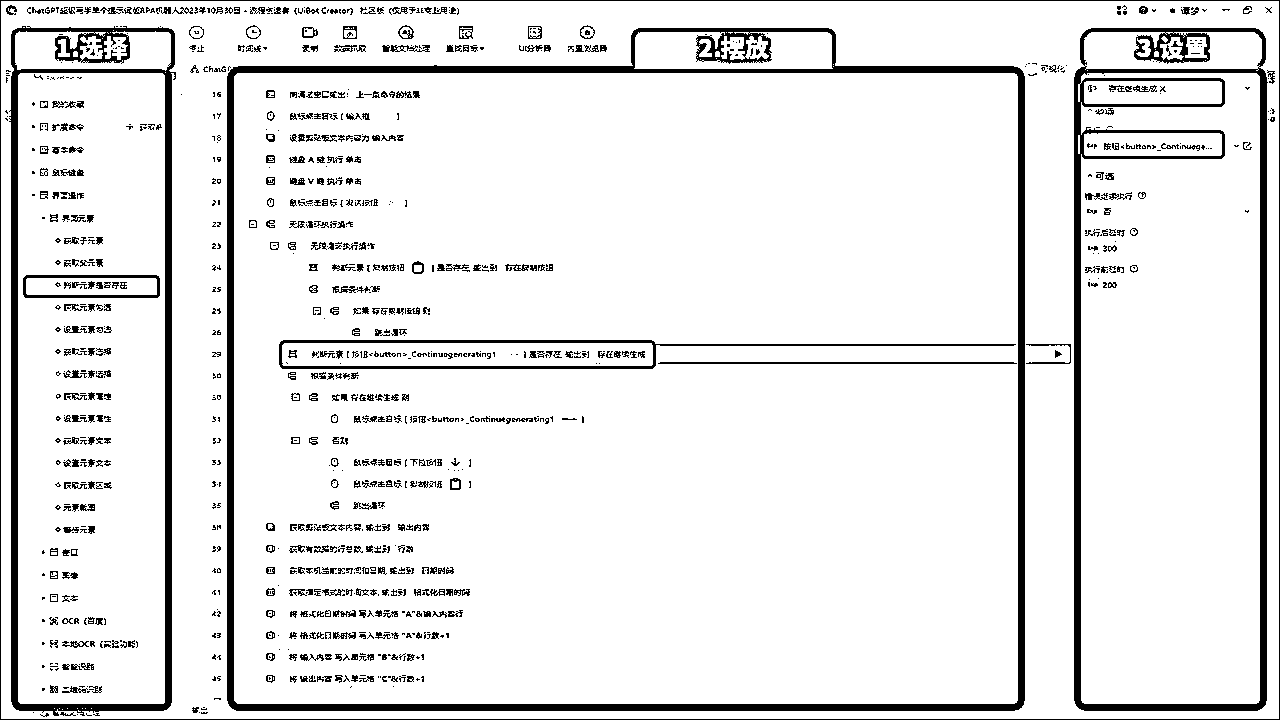 ChatGPT超级写手单个提示词版RPA机器人2023年10月30日 - 流程创造者 (UiBot Creator) 社区版 (仅用于非专业用途)
1.选择
停止
时间线
录制
数据抓取
智能文档处理
查找目标
UI分析器
内置浏览器
2.摆放
3.设置
可视化
我的收藏
扩展命令
基本命令
鼠标键盘
界面操作
界面元素
获取子元素
获取父元素
判断元素是否存在
获取元素勾选
设置元素勾选
获取元素选择
设置元素选择
获取元素属性
设置元素属性
获取元素文本
设置元素文本
获取元素区域
元素截图
等待元素
窗口
图像
文本
OCR (百度)
本地OCR (实验功能)
智能识别
二维码识别
16 向调试窗口输出: 上一条命令的结果
17 鼠标点击目标 [ 输入框 ]
18 设置剪贴板文本内容为 输入内容
19 键盘 A 键 执行 单击
20 键盘 V 键 执行 单击
21 鼠标点击目标 [ 发送按钮 ]
22 无限循环执行操作
23 无限循环执行操作
24 判断元素 [ 复制按钮 ] 是否存在, 输出到 存在复制按钮
25 根据条件判断
如果 存在复制按钮 则
26 跳出循环
29 判断元素 [ 按钮<button>_Continuegenerating1 ] 是否存在, 输出到 存在继续生成
30 根据条件判断
30 如果 存在继续生成 则
31 鼠标点击目标 [ 按钮<button>_Continuegenerating1 ]
32 否则
33 鼠标点击目标 [ 下拉按钮 ]
34 鼠标点击目标 [ 复制按钮 ]
35 跳出循环
38 获取剪贴板文本内容, 输出到 输出内容
39 获取有数据的行总数, 输出到 行数
40 获取本机当前的时间和日期, 输出到 日期时间
41 获取指定格式的时间文本, 输出到 格式化日期时间
42 将 格式化日期时间 写入单元格 "A"&输入内容行
43 将 格式化日期时间 写入单元格 "A"&行数+1
44 将 输入内容 写入单元格 "B"&行数+1
45 将 输出内容 写入单元格 "C"&行数+1
输出
存在继续生成 X
必选
按钮<button>_Continuege...
可选
错误继续执行
否
执行后延时
300
执行前延时
200